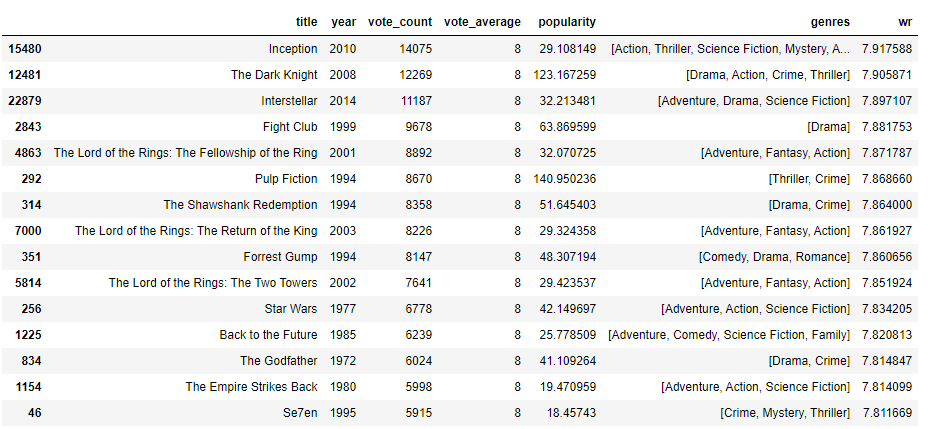 title year vote_count vote_average popularity genres wr
15480 Inception 2010 14075 8 29.108149 [Action, Thriller, Science Fiction, Mystery, A... 7.917588
12481 The Dark Knight 2008 12269 8 123.167259 [Drama, Action, Crime, Thriller] 7.905871
22879 Interstellar 2014 11187 8 32.213481 [Adventure, Drama, Science Fiction] 7.897107
2843 Fight Club 1999 9678 8 63.869599 [Drama] 7.881753
4863 The Lord of the Rings: The Fellowship of the Ring 2001 8892 8 32.070725 [Adventure, Fantasy, Action] 7.871787
292 Pulp Fiction 1994 8670 8 140.950236 [Thriller, Crime] 7.868660
314 The Shawshank Redemption 1994 8358 8 51.645403 [Drama, Crime] 7.864000
7000 The Lord of the Rings: The Return of the King 2003 8226 8 29.324358 [Adventure, Fantasy, Action] 7.861927
351 Forrest Gump 1994 8147 8 48.307194 [Comedy, Drama, Romance] 7.860656
5814 The Lord of the Rings: The Two Towers 2002 7641 8 29.423537 [Adventure, Fantasy, Action] 7.851924
256 Star Wars 1977 6778 8 42.149697 [Adventure, Action, Science Fiction] 7.834205
1225 Back to the Future 1985 6239 8 25.778509 [Adventure, Comedy, Science Fiction, Family] 7.820813
834 The Godfather 1972 6024 8 41.109264 [Drama, Crime] 7.814847
1154 The Empire Strikes Back 1980 5998 8 19.470959 [Adventure, Action, Science Fiction] 7.814099
46 Se7en 1995 5915 8 18.45743 [Crime, Mystery, Thriller] 7.811669